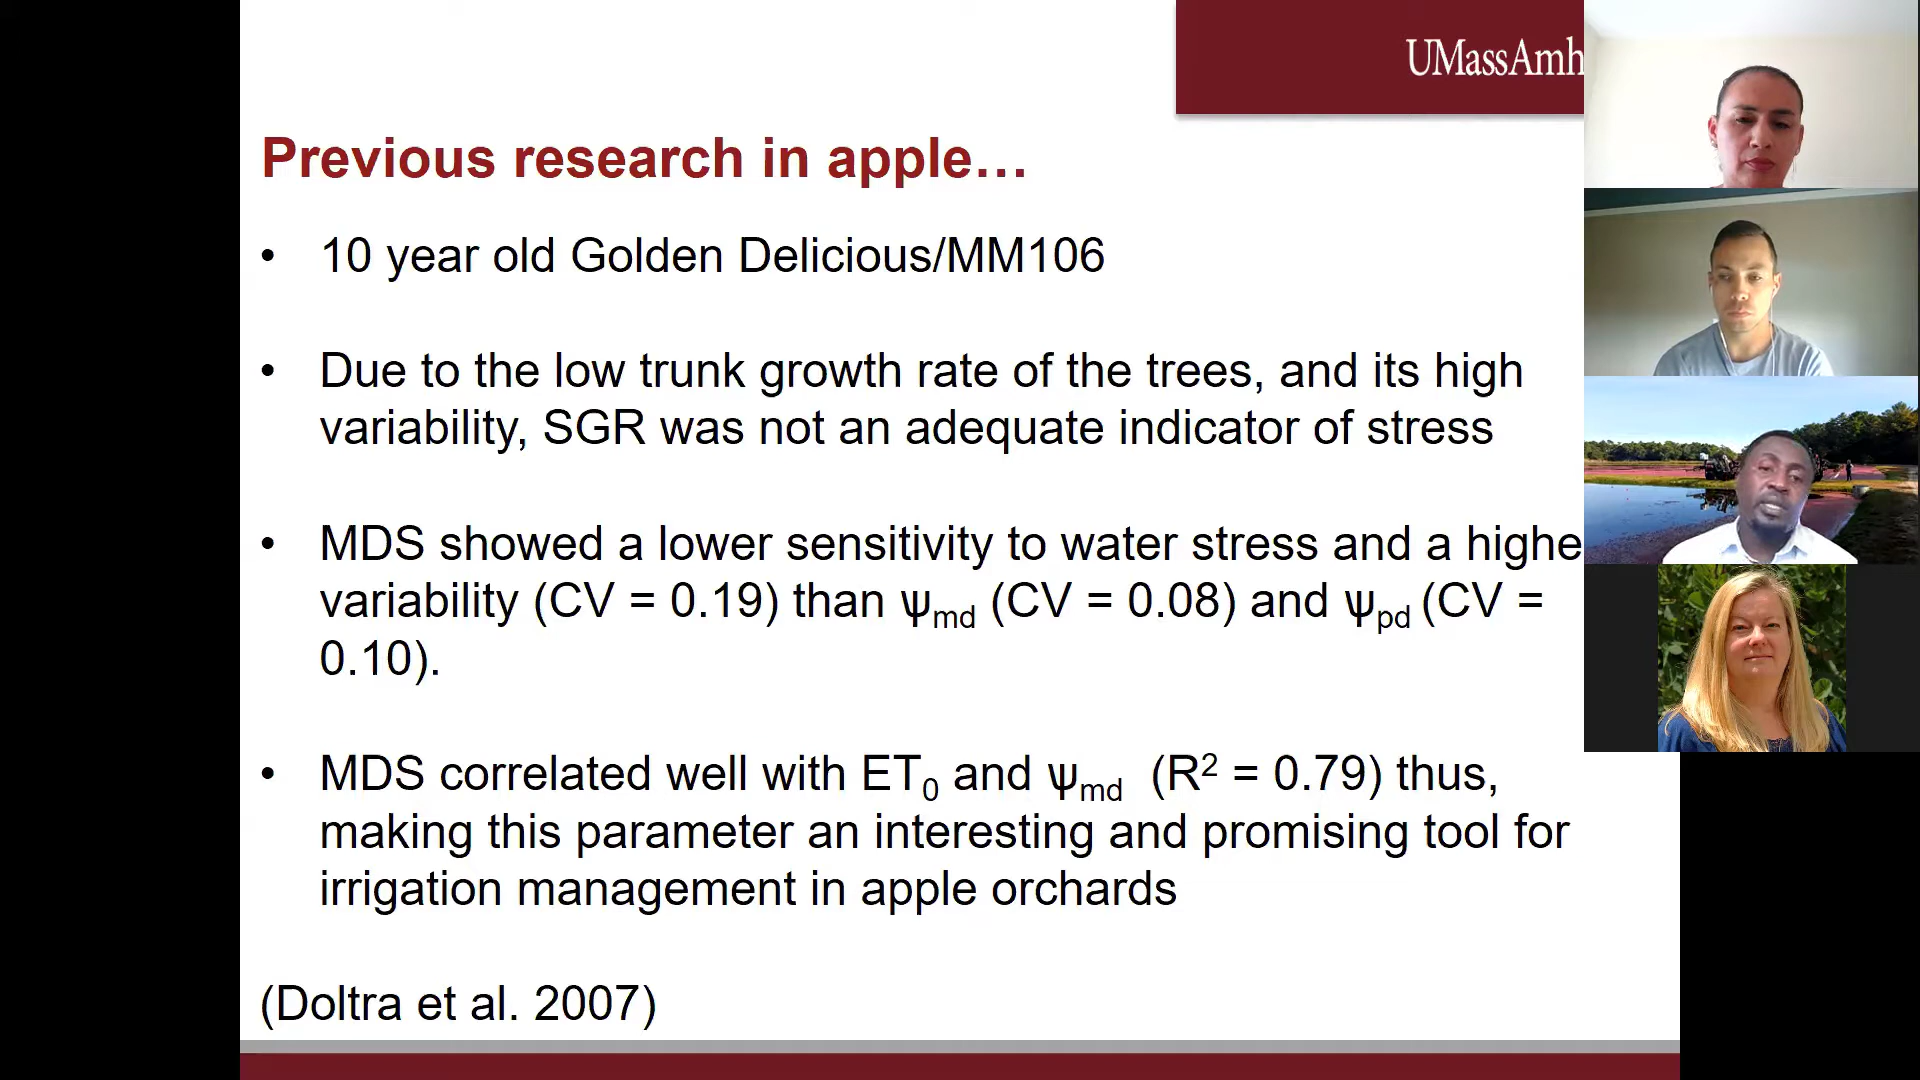 UMassAmh
Previous research in apple…
• 10 year old Golden Delicious/MM106
• Due to the low trunk growth rate of the trees, and its high
variability, SGR was not an adequate indicator of stress
• MDS showed a lower sensitivity to water stress and a highe
variability (CV = 0.19) than ψmd (CV = 0.08) and ψpd (CV =
0.10).
• MDS correlated well with ET0 and ψmd (R² = 0.79) thus,
making this parameter an interesting and promising tool for
irrigation management in apple orchards
(Doltra et al. 2007)